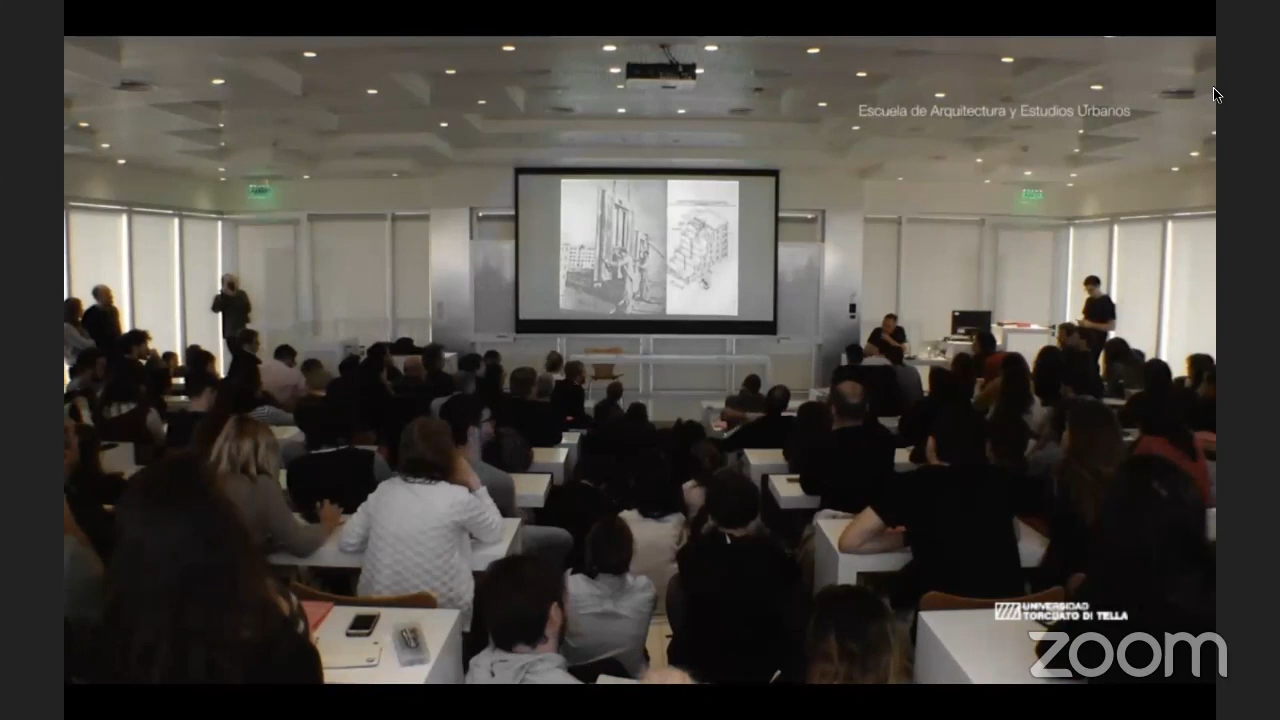 Escuela de Arquitectura y Estudios Urbanos
UNIVERSIDAD
TORCUATO DI TELLA
zoom